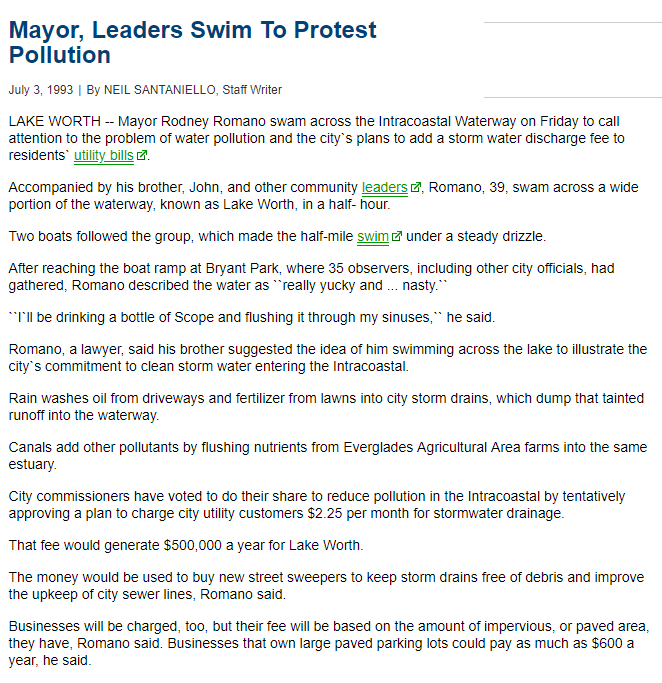 Mayor, Leaders Swim To Protest
Pollution
July 3, 1993 | By NEIL SANTANIELLO, Staff Writer
LAKE WORTH -- Mayor Rodney Romano swam across the Intracoastal Waterway on Friday to call
attention to the problem of water pollution and the city`s plans to add a storm water discharge fee to
residents` utility bills.
Accompanied by his brother, John, and other community leaders, Romano, 39, swam across a wide
portion of the waterway, known as Lake Worth, in a half- hour.
Two boats followed the group, which made the half-mile swim under a steady drizzle.
After reaching the boat ramp at Bryant Park, where 35 observers, including other city officials, had
gathered, Romano described the water as ``really yucky and ... nasty.``
``I`ll be drinking a bottle of Scope and flushing it through my sinuses,`` he said.
Romano, a lawyer, said his brother suggested the idea of him swimming across the lake to illustrate the
city`s commitment to clean storm water entering the Intracoastal.
Rain washes oil from driveways and fertilizer from lawns into city storm drains, which dump that tainted
runoff into the waterway.
Canals add other pollutants by flushing nutrients from Everglades Agricultural Area farms into the same
estuary.
City commissioners have voted to do their share to reduce pollution in the Intracoastal by tentatively
approving a plan to charge city utility customers $2.25 per month for stormwater drainage.
That fee would generate $500,000 a year for Lake Worth.
The money would be used to buy new street sweepers to keep storm drains free of debris and improve
the upkeep of city sewer lines, Romano said.
Businesses will be charged, too, but their fee will be based on the amount of impervious, or paved area,
they have, Romano said. Businesses that own large paved parking lots could pay as much as $600 a
year, he said.